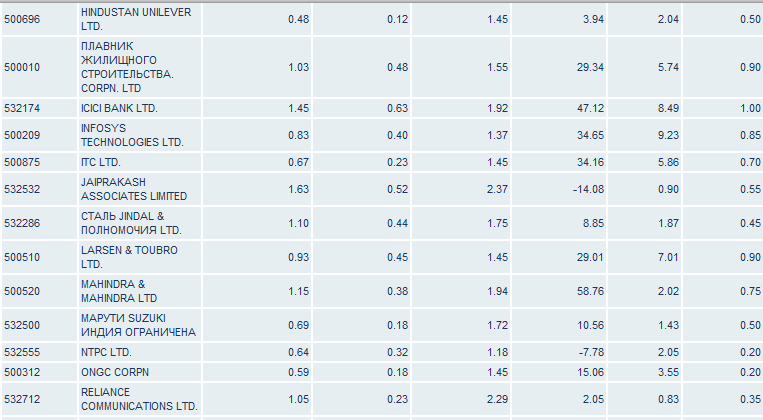 500696 HINDUSTAN UNILEVER LTD. 0.48 0.12 1.45 3.94 2.04 0.50
500010 ПЛАВНИК ЖИЛИЩНОГО СТРОИТЕЛЬСТВА. CORPN. LTD 1.03 0.48 1.55 29.34 5.74 0.90
532174 ICICI BANK LTD. 1.45 0.63 1.92 47.12 8.49 1.00
500209 INFOSYS TECHNOLOGIES LTD. 0.83 0.40 1.37 34.65 9.23 0.85
500875 ITC LTD. 0.67 0.23 1.45 34.16 5.86 0.70
532532 JAIPRAKASH ASSOCIATES LIMITED 1.63 0.52 2.37 -14.08 0.90 0.55
532286 СТАЛЬ JINDAL & ПОЛНОМОЧИЯ LTD. 1.10 0.44 1.75 8.85 1.87 0.45
500510 LARSEN & TOUBRO LTD. 0.93 0.45 1.45 29.01 7.01 0.90
500520 MAHINDRA & MAHINDRA LTD 1.15 0.38 1.94 58.76 2.02 0.75
532500 МАРУТИ SUZUKI ИНДИЯ ОГРАНИЧЕНА 0.69 0.18 1.72 10.56 1.43 0.50
532555 NTPC LTD. 0.64 0.32 1.18 -7.78 2.05 0.20
500312 ONGC CORPN 0.59 0.18 1.45 15.06 3.55 0.20
532712 RELIANCE COMMUNICATIONS LTD. 1.05 0.23 2.29 2.05 0.83 0.35